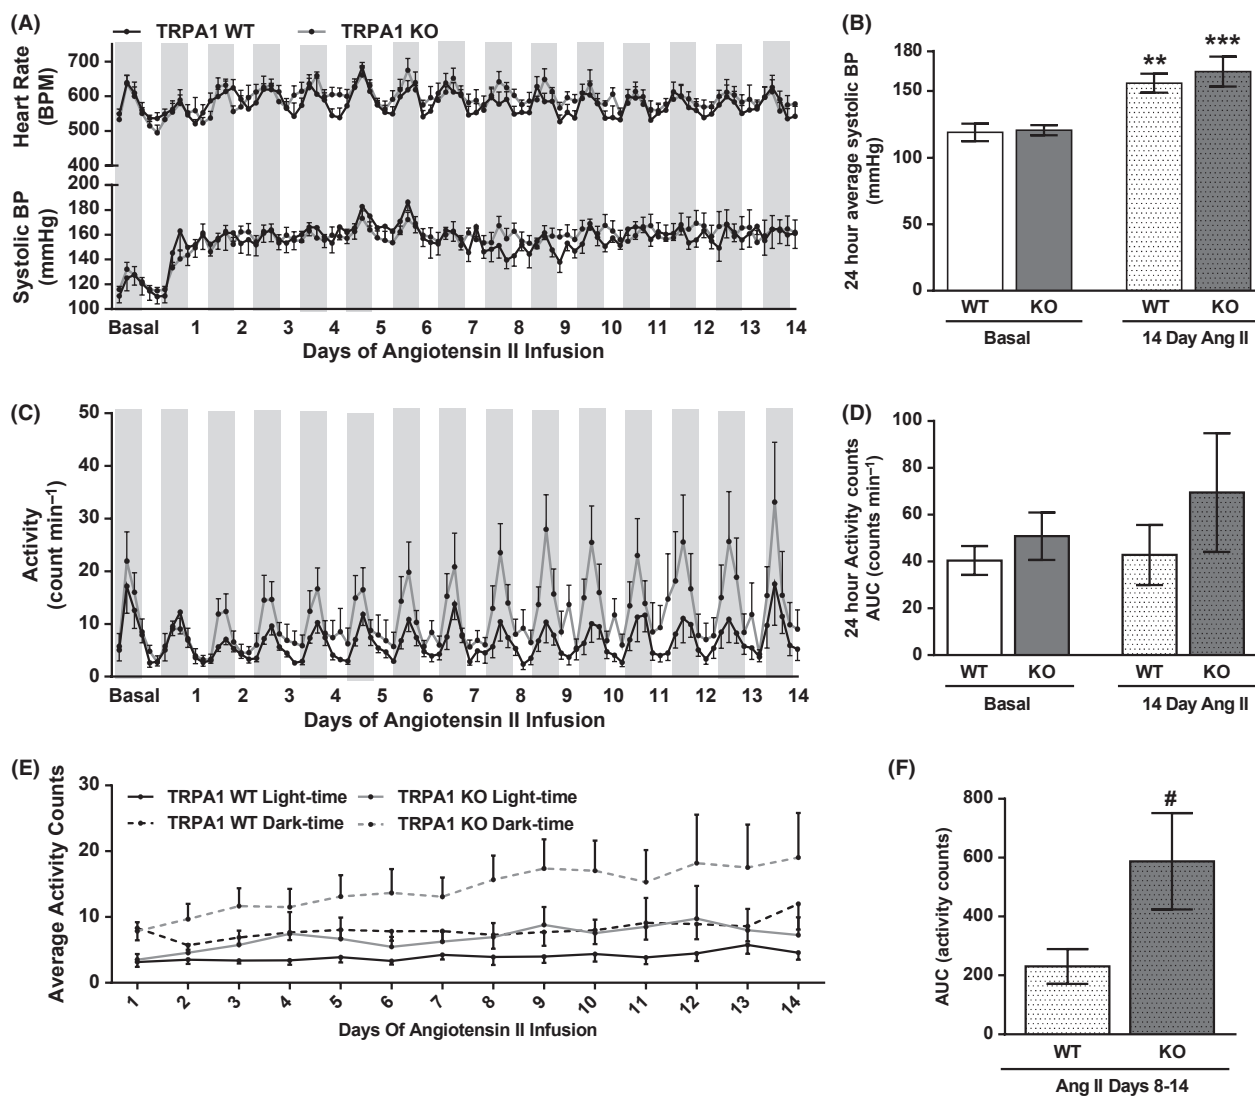 (A)
TRPA1 WT
TRPA1 KO
Heart Rate
(BPM)
700
600
500
400
Systolic BP
(mmHg)
200
180
160
140
120
100
Basal 1 2 3 4 5 6 7 8 9 10 11 12 13 14
Days of Angiotensin II Infusion
(B)
24 hour average systolic BP
(mmHg)
180
150
100
50
0
**
***
WT KO WT KO
Basal 14 Day Ang II
(C)
Activity
(count min–1)
50
40
30
20
10
0
Basal 1 2 3 4 5 6 7 8 9 10 11 12 13 14
Days of Angiotensin II Infusion
(D)
24 hour Activity counts
AUC (counts min–1)
100
80
60
40
20
0
WT KO WT KO
Basal 14 Day Ang II
(E)
Average Activity Counts
30
20
10
0
TRPA1 WT Light-time
TRPA1 KO Light-time
TRPA1 WT Dark-time
TRPA1 KO Dark-time
1 2 3 4 5 6 7 8 9 10 11 12 13 14
Days Of Angiotensin II Infusion
(F)
AUC (activity counts)
800
600
400
200
0
#
WT KO
Ang II Days 8-14